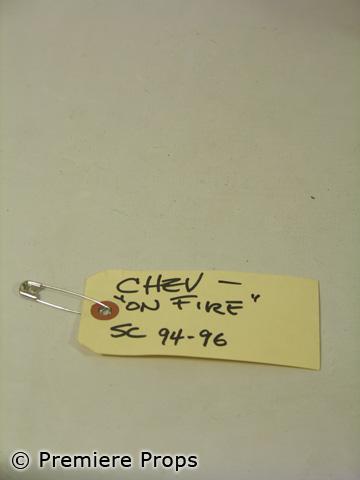 CHEV —
"ON FIRE"
SC 94-96
© Premiere Props